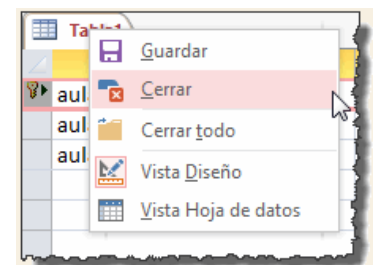 Tabla1
Guardar
Cerrar
Cerrar todo
Vista Diseño
Vista Hoja de datos
aul
aul
aul